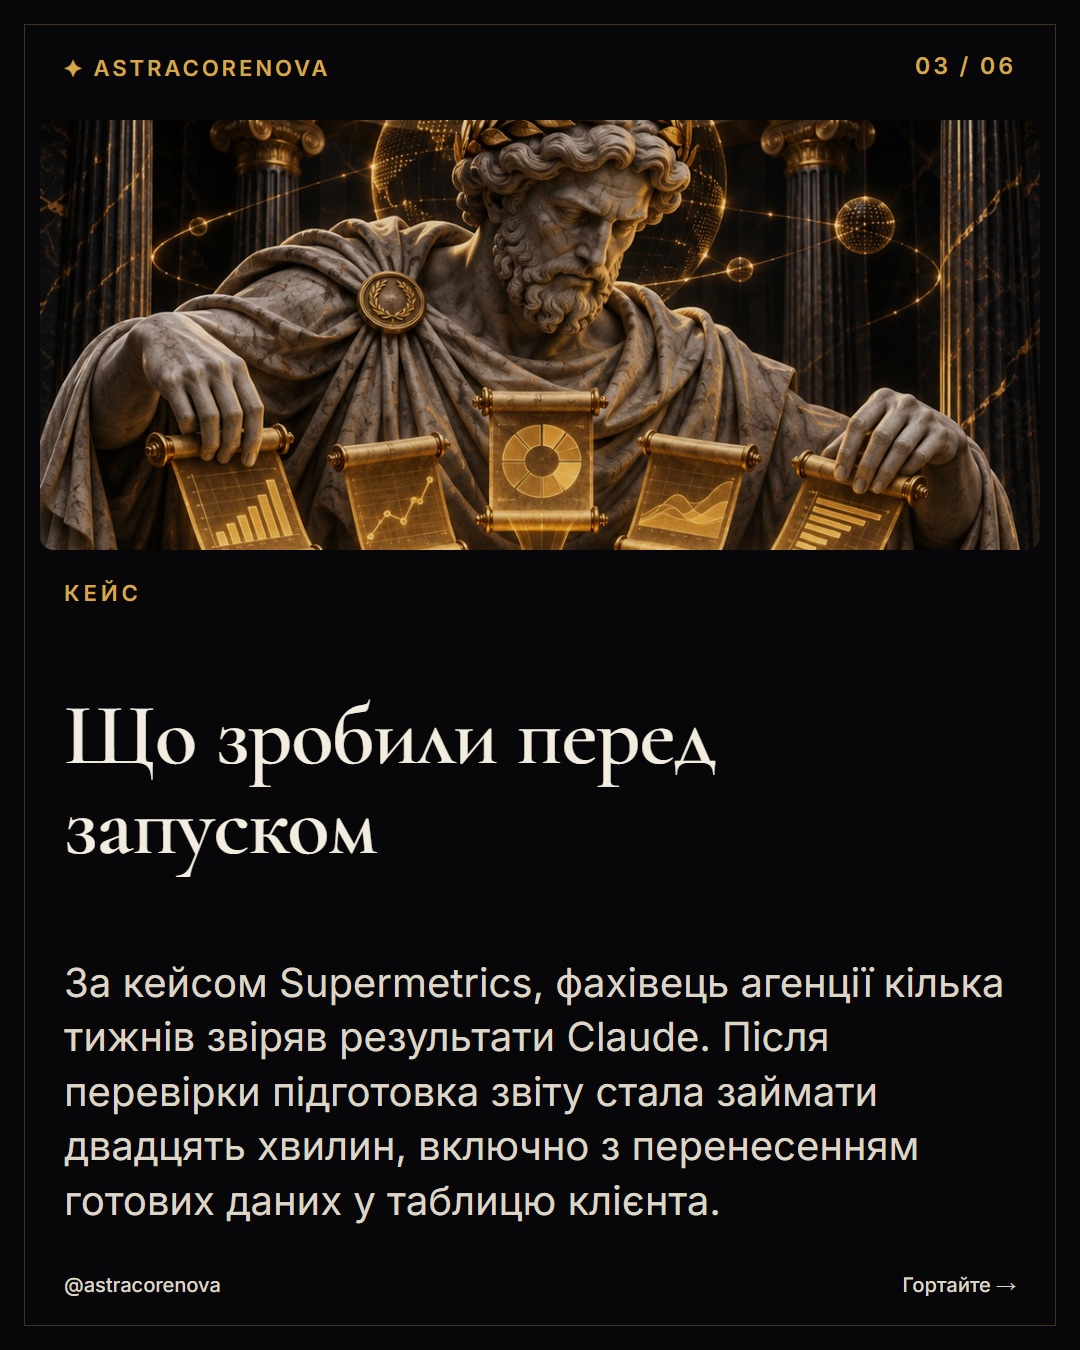 ✦ ASTRACORENOVA
03 / 06
КЕЙС
Що зробили перед
запуском
За кейсом Supermetrics, фахівець агенції кілька
тижнів звіряв результати Claude. Після
перевірки підготовка звіту стала займати
двадцять хвилин, включно з перенесенням
готових даних у таблицю клієнта.
@astracorenova
Гортайте →